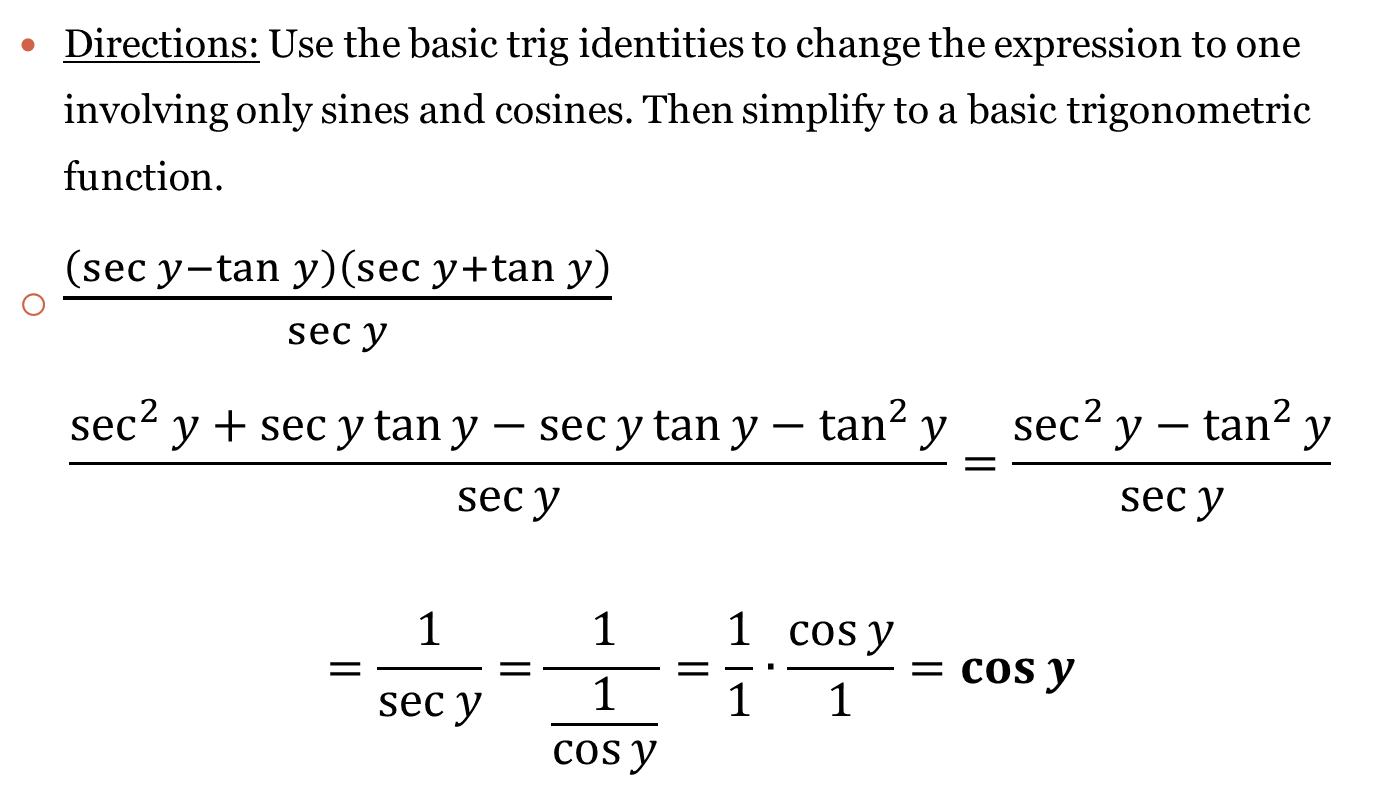 • Directions: Use the basic trig identities to change the expression to one
involving only sines and cosines. Then simplify to a basic trigonometric
function.
(sec y−tan y)(sec y+tan y)
sec y
sec² y + sec y tan y − sec y tan y − tan² y = sec² y − tan² y
sec y sec y
= 1/sec y = 1/(1/cos y) = 1/1 · cos y/1 = cos y